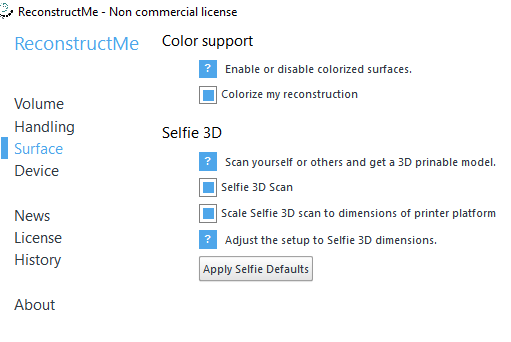 ReconstructMe - Non commercial license
ReconstructMe
Volume
Handling
Surface
Device
News
License
History
About
Color support
? Enable or disable colorized surfaces.
Colorize my reconstruction
Selfie 3D
? Scan yourself or others and get a 3D prinable model.
Selfie 3D Scan
Scale Selfie 3D scan to dimensions of printer platform
? Adjust the setup to Selfie 3D dimensions.
Apply Selfie Defaults